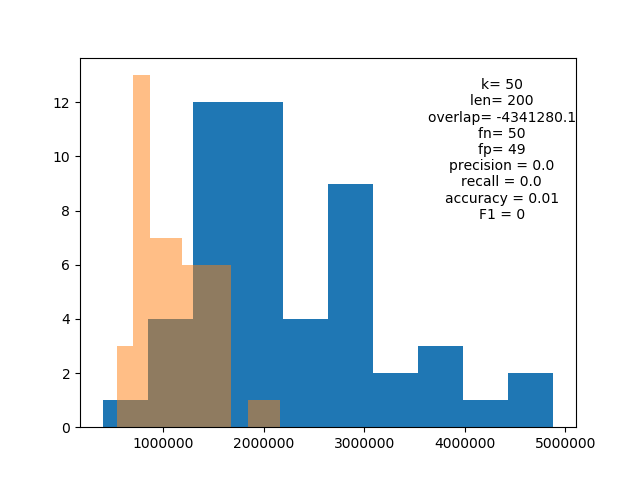 k= 50
len= 200
overlap= -4341280.1
fn= 50
fp= 49
precision = 0.0
recall = 0.0
accuracy = 0.01
F1 = 0
12
10
8
6
4
2
0
1000000 2000000 3000000 4000000 5000000